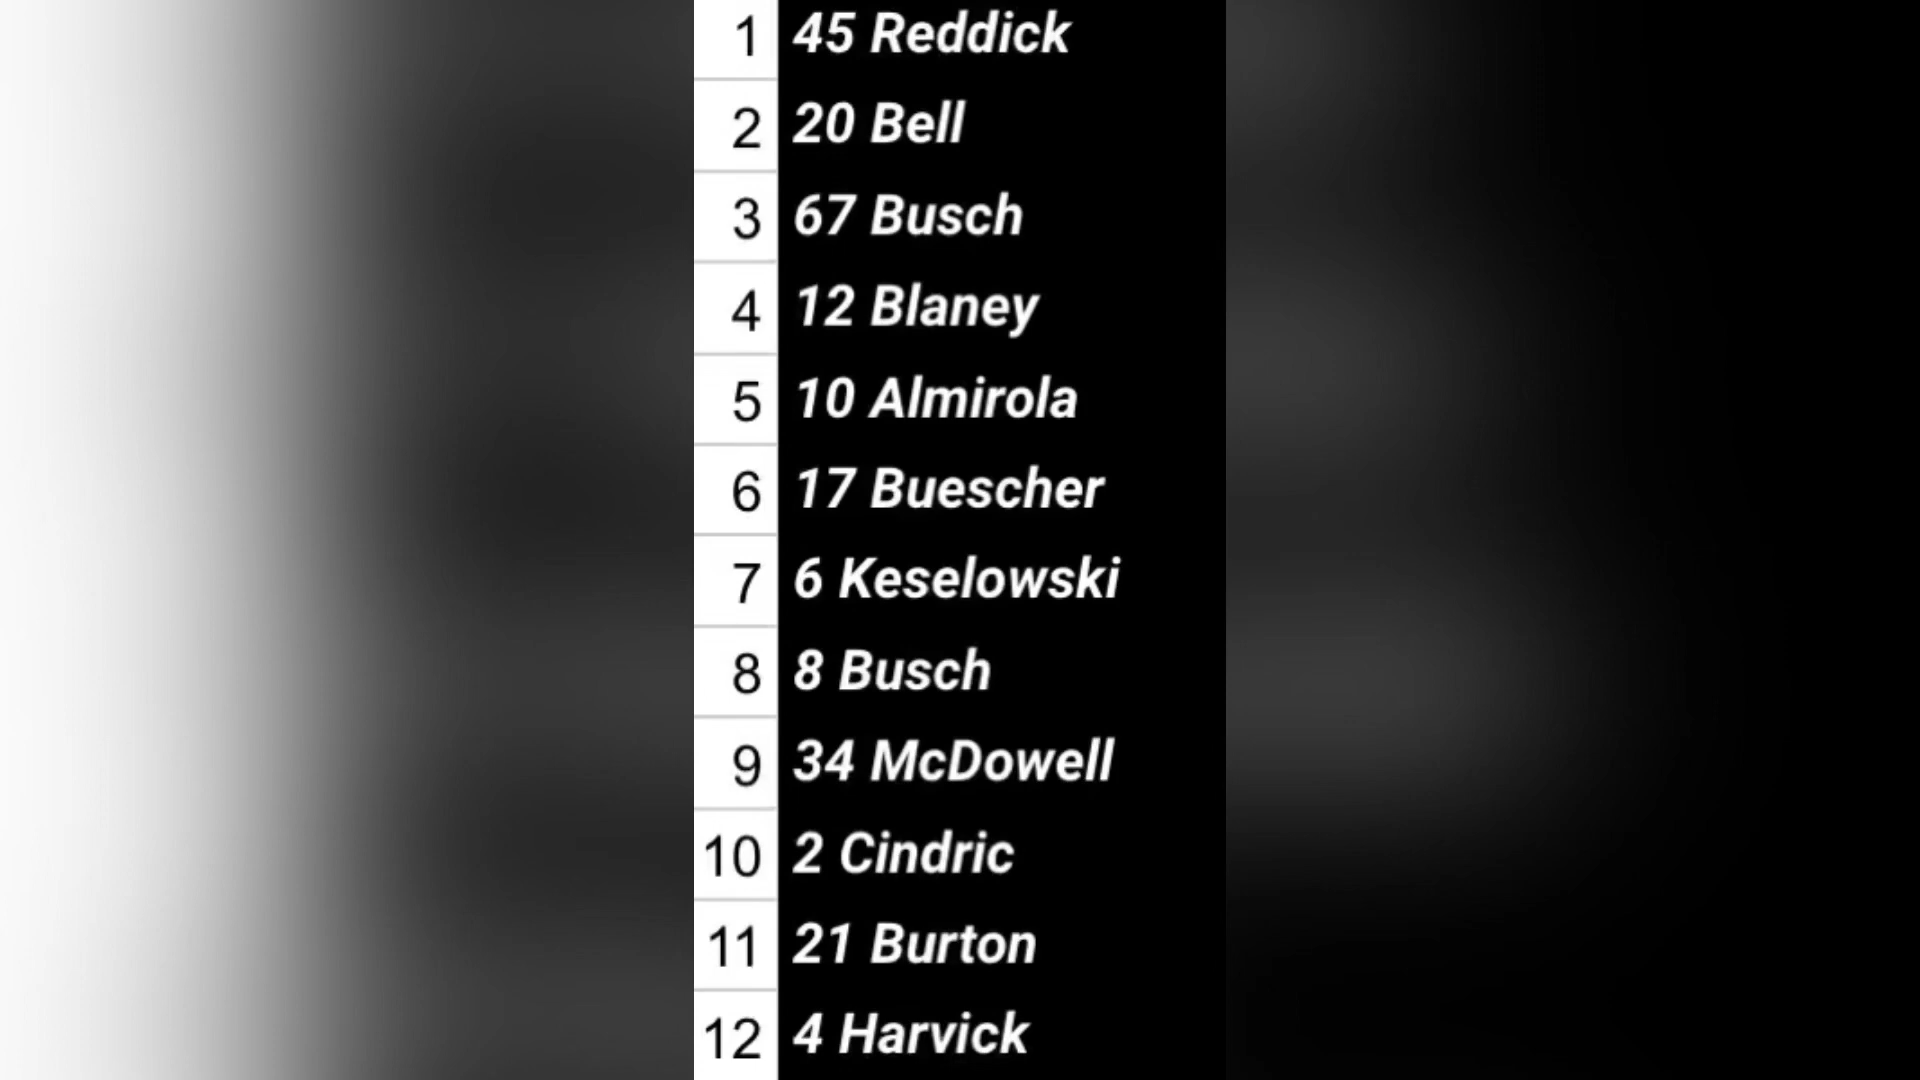 1 45 Reddick
2 20 Bell
3 67 Busch
4 12 Blaney
5 10 Almirola
6 17 Buescher
7 6 Keselowski
8 8 Busch
9 34 McDowell
10 2 Cindric
11 21 Burton
12 4 Harvick